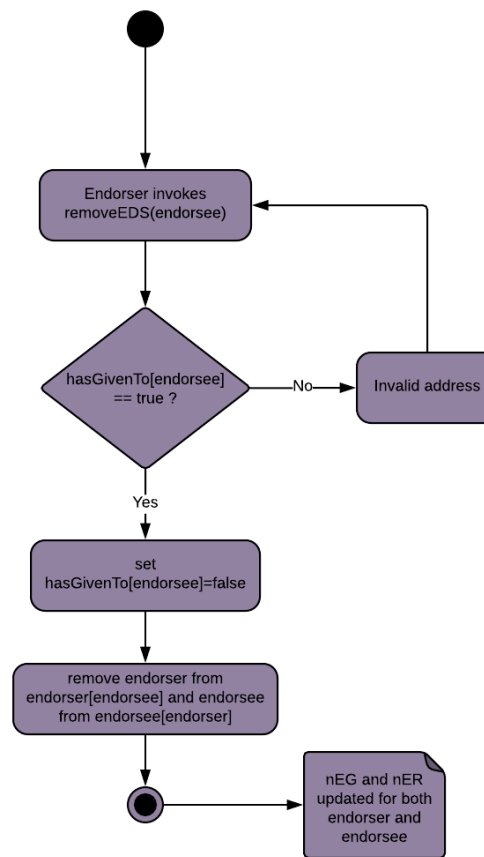 Endorser invokes
removeEDS(endorsee)
hasGivenTo[endorsee]
== true ?
No
Invalid address
Yes
set
hasGivenTo[endorsee]=false
remove endorser from
endorser[endorsee] and endorsee
from endorsee[endorser]
nEG and nER
updated for both
endorser and
endorsee